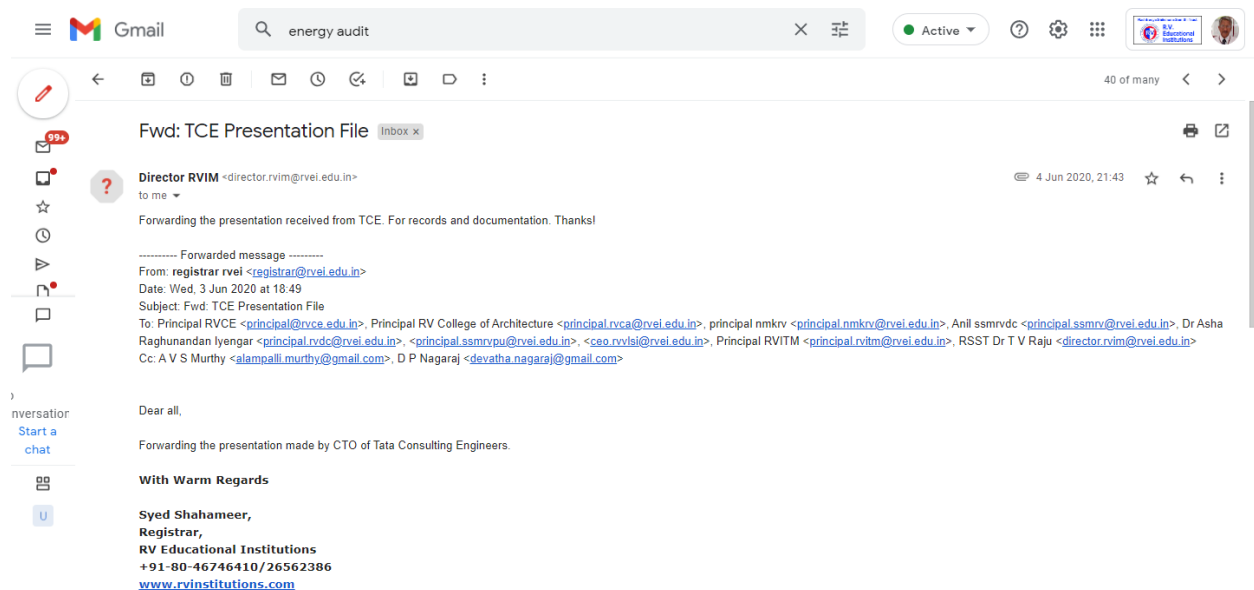 Gmail
energy audit
Active
R.V.
Educational
Institutions
40 of many
99+
Fwd: TCE Presentation File Inbox ×
Director RVIM <director.rvim@rvei.edu.in>
4 Jun 2020, 21:43
to me
Forwarding the presentation received from TCE. For records and documentation. Thanks!
---------- Forwarded message ---------
From: registrar rvei <registrar@rvei.edu.in>
Date: Wed, 3 Jun 2020 at 18:49
Subject: Fwd: TCE Presentation File
To: Principal RVCE <principal@rvce.edu.in>, Principal RV College of Architecture <principal.rvca@rvei.edu.in>, principal nmkrv <principal.nmkrv@rvei.edu.in>, Anil ssmrvdc <principal.ssmrv@rvei.edu.in>, Dr Asha
Raghunandan Iyengar <principal.rvdc@rvei.edu.in>, <principal.ssmrvpu@rvei.edu.in>, <ceo.rvvlsi@rvei.edu.in>, Principal RVITM <principal.rvitm@rvei.edu.in>, RSST Dr T V Raju <director.rvim@rvei.edu.in>
Cc: A V S Murthy <alampalli.murthy@gmail.com>, D P Nagaraj <devatha.nagaraj@gmail.com>
Dear all,
nversation
Start a
chat
Forwarding the presentation made by CTO of Tata Consulting Engineers.
With Warm Regards
U
Syed Shahameer,
Registrar,
RV Educational Institutions
+91-80-46746410/26562386
www.rvinstitutions.com